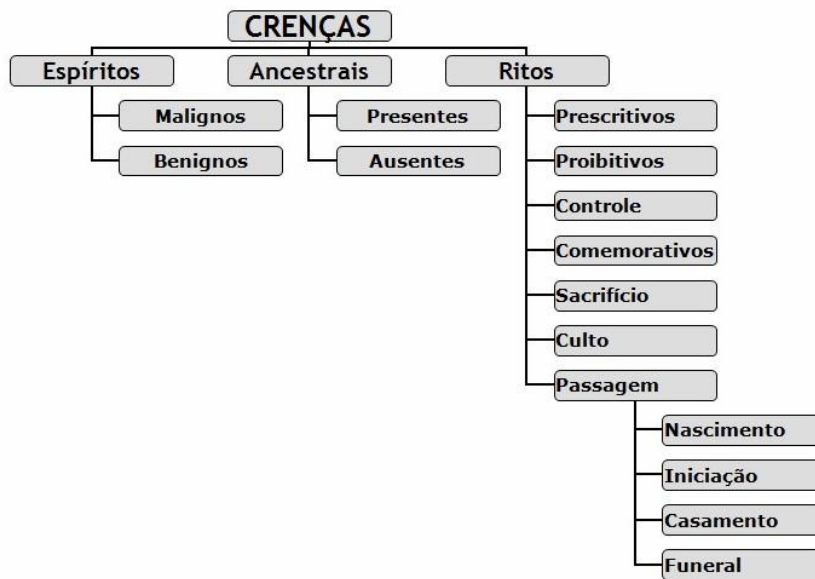 CRENÇAS
Espíritos
Ancestrais
Ritos
Malignos
Presentes
Prescritivos
Benignos
Ausentes
Proibitivos
Controle
Comemorativos
Sacrifício
Culto
Passagem
Nascimento
Iniciação
Casamento
Funeral